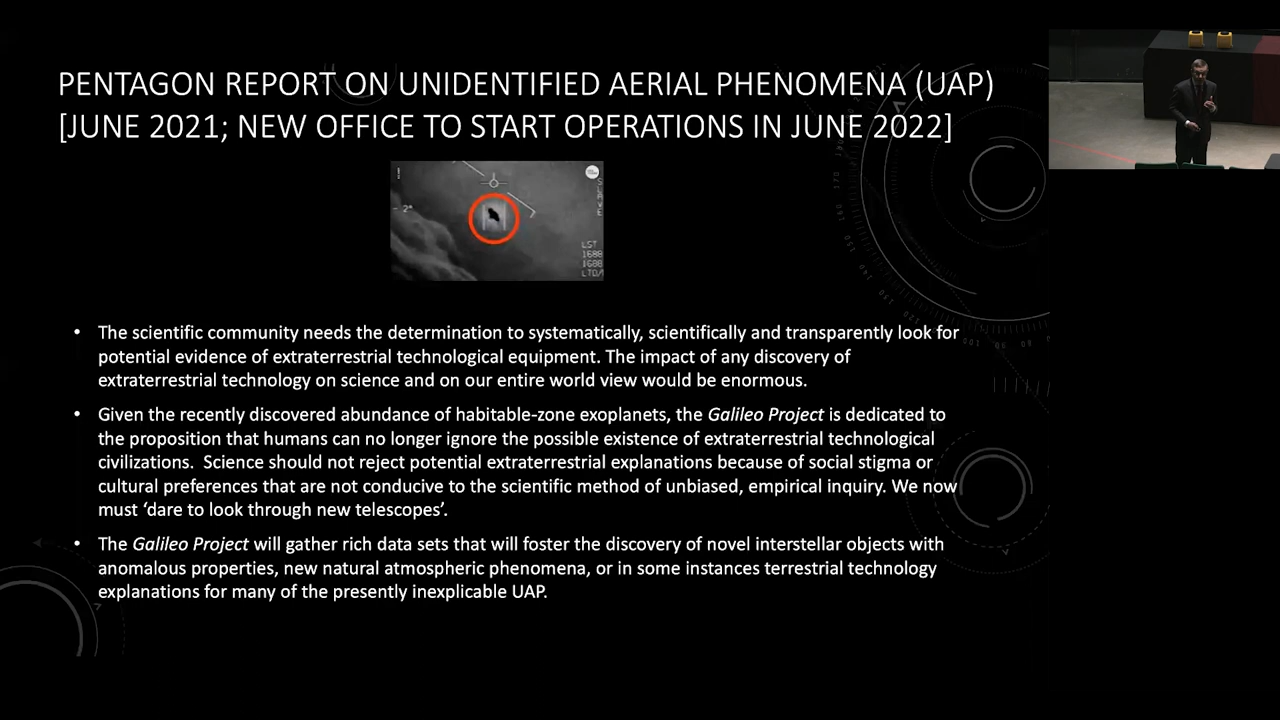 PENTAGON REPORT ON UNIDENTIFIED AERIAL PHENOMENA (UAP)
[JUNE 2021; NEW OFFICE TO START OPERATIONS IN JUNE 2022]
- 2°
SLAVE
LST
1688
1688
LTD/
• The scientific community needs the determination to systematically, scientifically and transparently look for
potential evidence of extraterrestrial technological equipment. The impact of any discovery of
extraterrestrial technology on science and on our entire world view would be enormous.
• Given the recently discovered abundance of habitable-zone exoplanets, the Galileo Project is dedicated to
the proposition that humans can no longer ignore the possible existence of extraterrestrial technological
civilizations.  Science should not reject potential extraterrestrial explanations because of social stigma or
cultural preferences that are not conducive to the scientific method of unbiased, empirical inquiry. We now
must ‘dare to look through new telescopes’.
• The Galileo Project will gather rich data sets that will foster the discovery of novel interstellar objects with
anomalous properties, new natural atmospheric phenomena, or in some instances terrestrial technology
explanations for many of the presently inexplicable UAP.